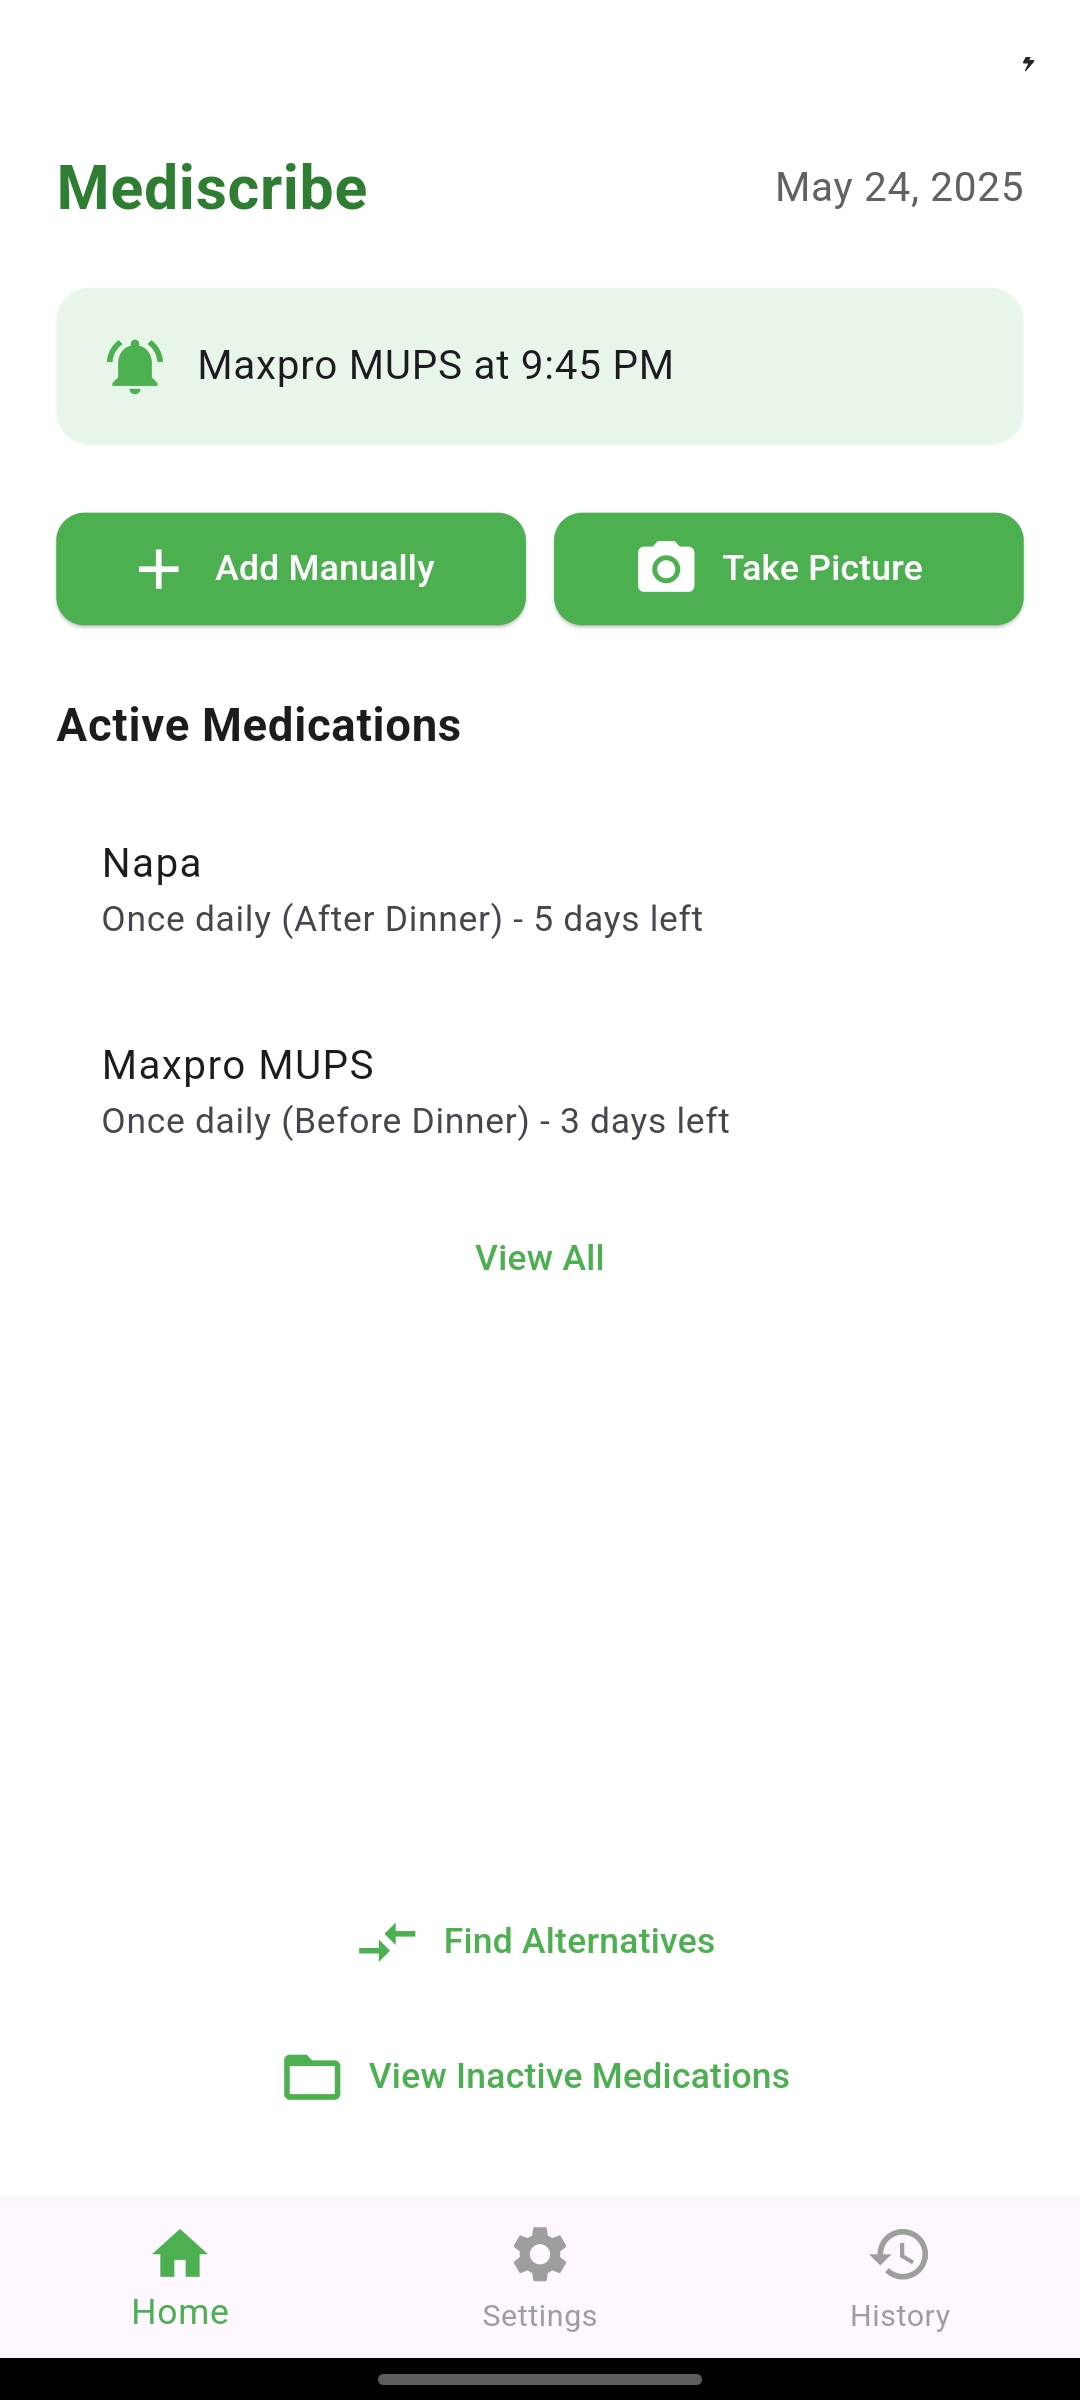 Mediscribe
May 24, 2025
Maxpro MUPS at 9:45 PM
Add Manually
Take Picture
Active Medications
Napa
Once daily (After Dinner) - 5 days left
Maxpro MUPS
Once daily (Before Dinner) - 3 days left
View All
Find Alternatives
View Inactive Medications
Home
Settings
History